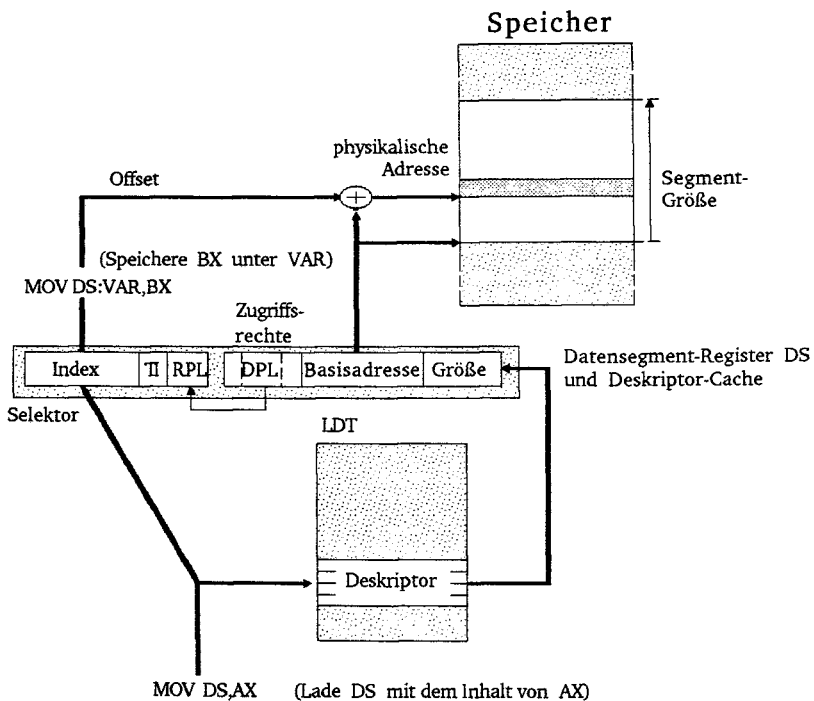 Speicher
physikalische
Adresse
Offset
Segment-
Größe
(Speichere BX unter VAR)
MOV DS:VAR,BX
Zugriffs-
rechte
Index TI RPL DPL Basisadresse Größe
Datensegment-Register DS
und Deskriptor-Cache
Selektor
LDT
Deskriptor
MOV DS,AX (Lade DS mit dem Inhalt von AX)